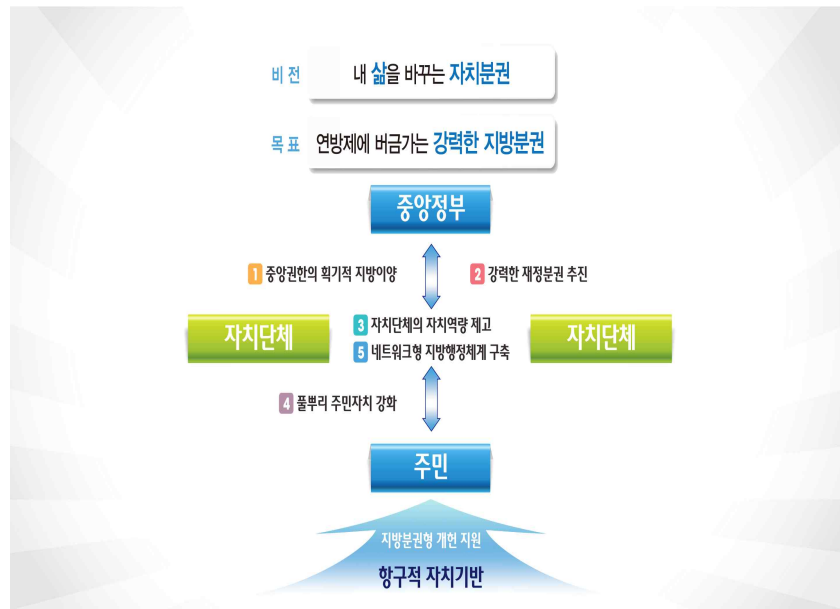 비 전 내 삶을 바꾸는 자치분권
목 표 연방제에 버금가는 강력한 지방분권
중앙정부
1 중앙권한의 획기적 지방이양 2 강력한 재정분권 추진
자치단체 3 자치단체의 자치역량 제고 자치단체
5 네트워크형 지방행정체계 구축
4 풀뿌리 주민자치 강화
주민
지방분권형 개헌 지원
항구적 자치기반